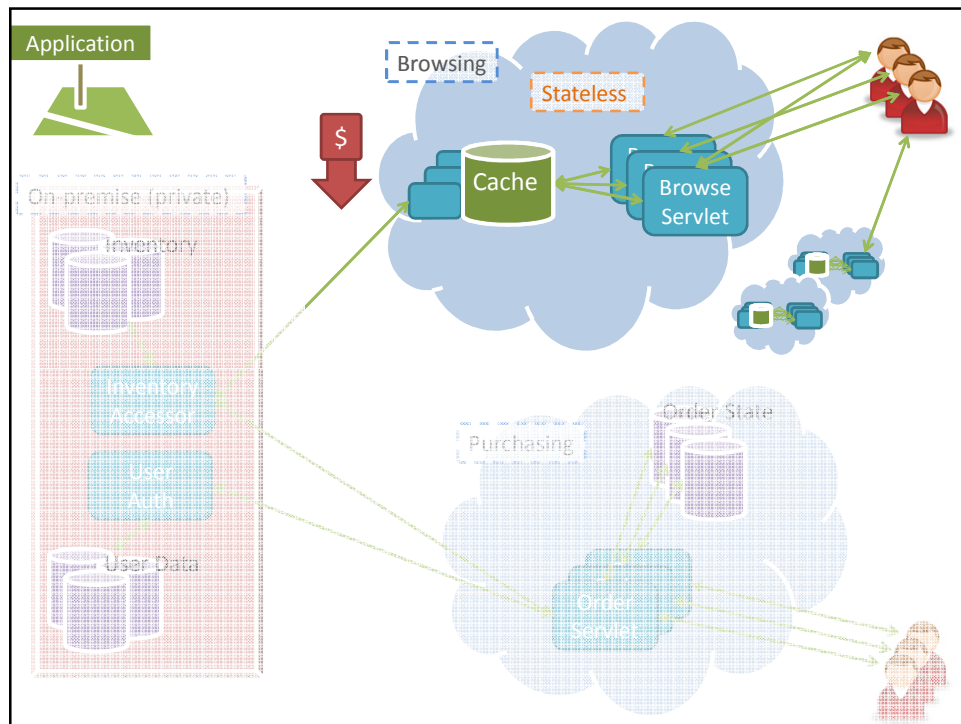 Application
Browsing
Stateless
$
Cache
Browse
Servlet
On-premise (private)
Inventory
Inventory
Accessor
User
Auth
User Data
Purchasing
Order State
Order
Servlet